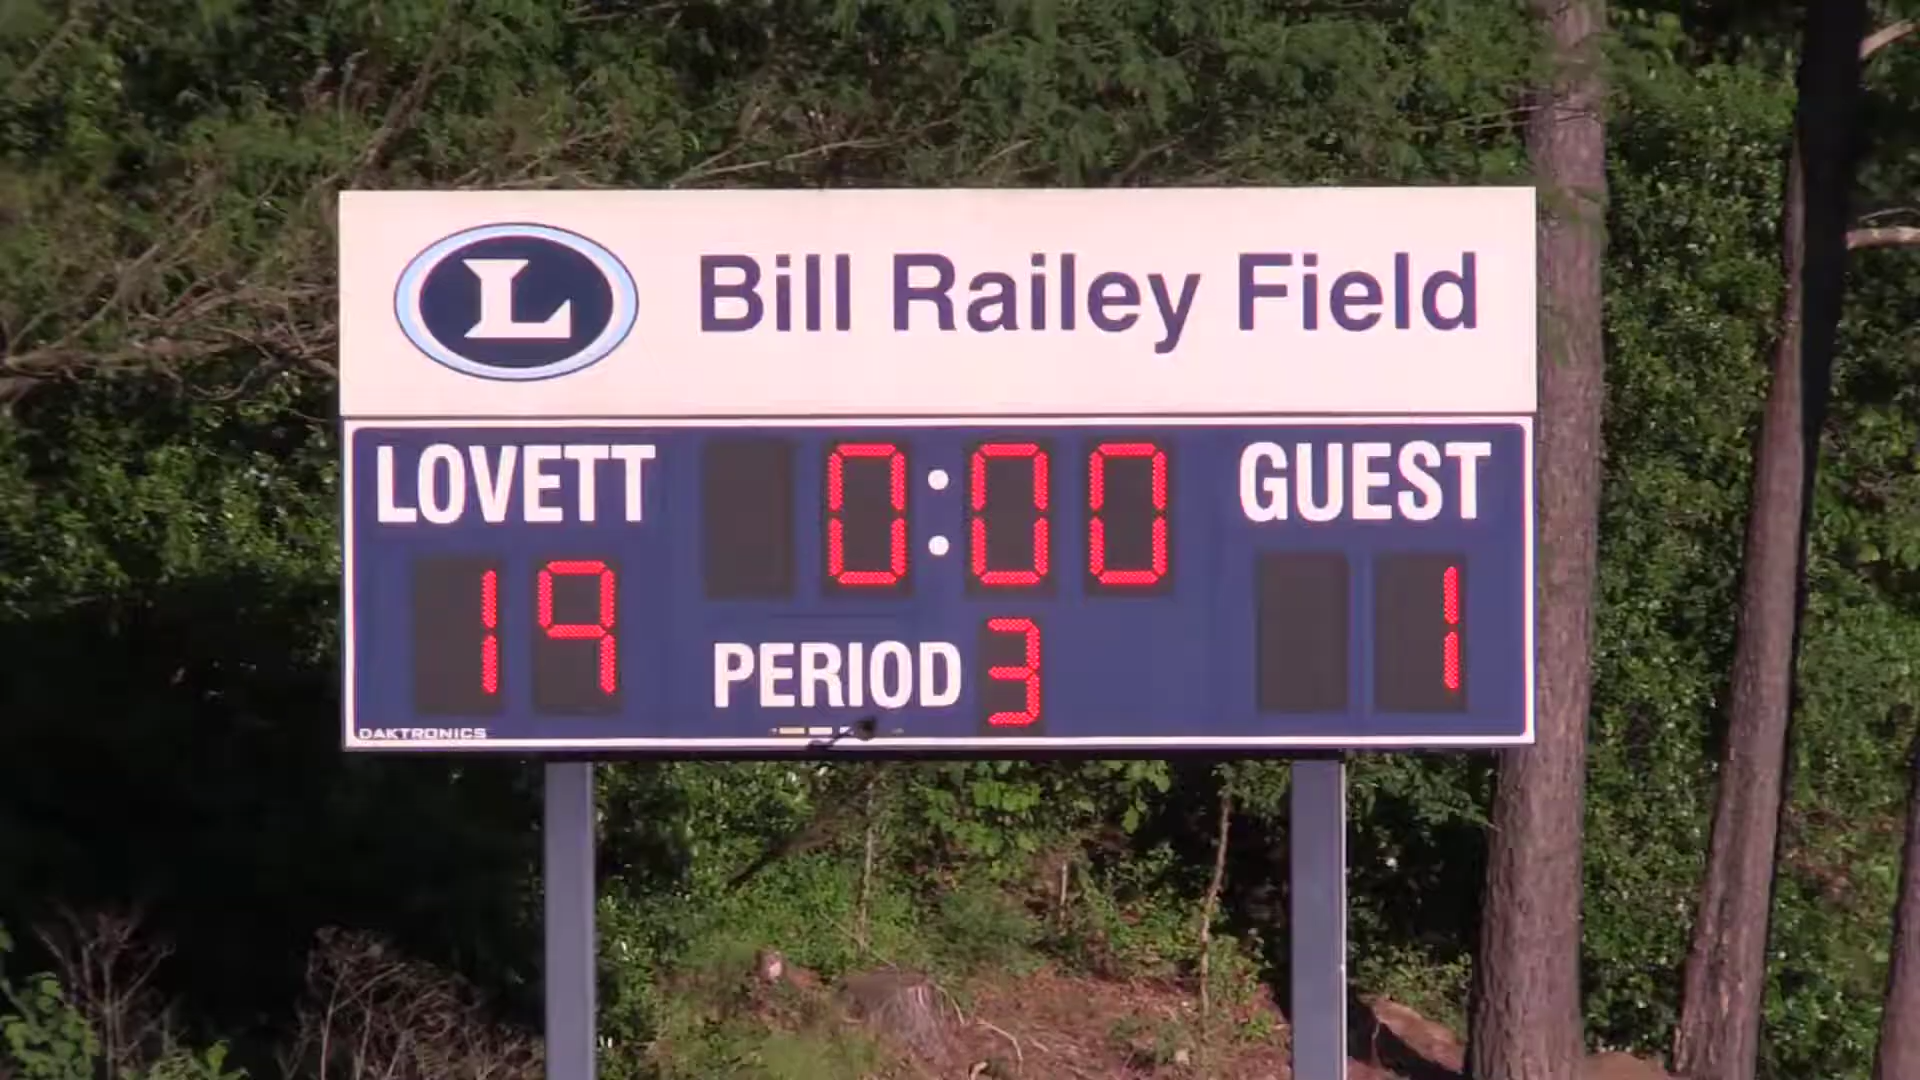 L Bill Railey Field
LOVETT 0:00 GUEST
19 PERIOD 3 1
DAKTRONICS